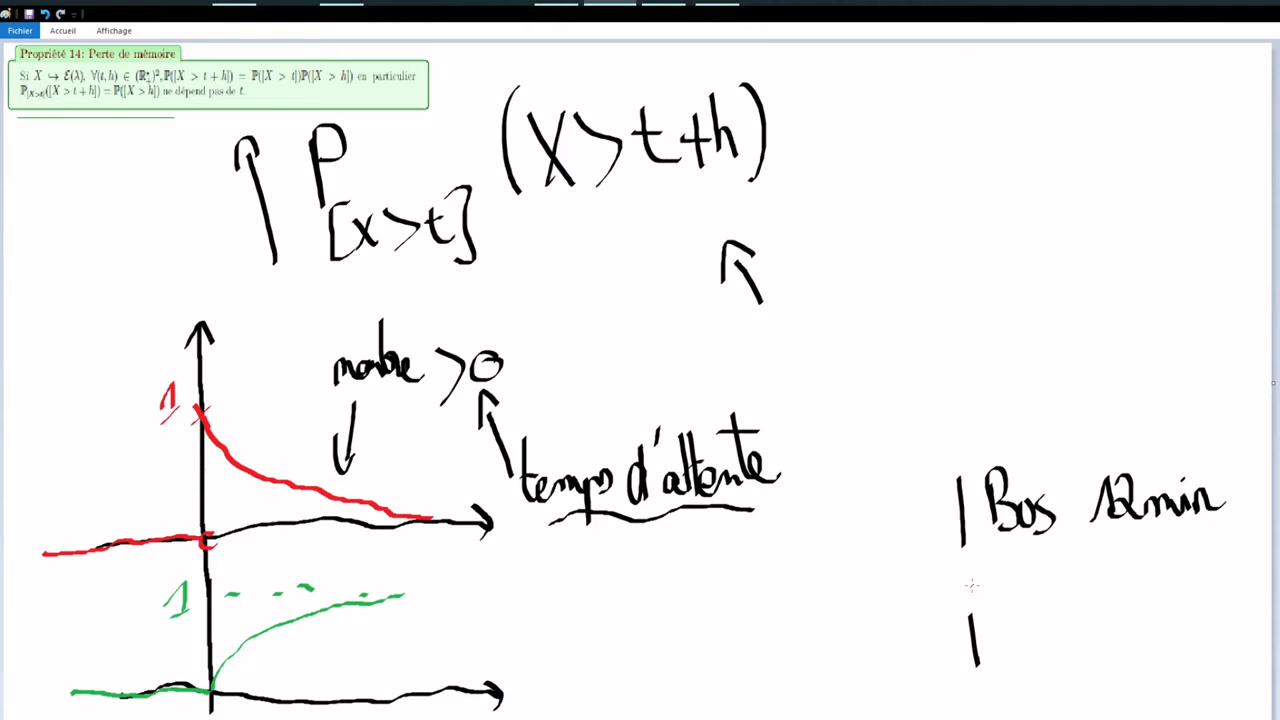 Fichier Accueil Affichage
Propriété 14: Perte de mémoire
Si X ↪ ℰ(λ), ∀(t, h) ∈ (ℝ₊*)², ℙ([X > t + h]) = ℙ([X > t])ℙ([X > h]) en particulier
ℙ[X>t]([X > t + h]) = ℙ([X > h]) ne dépend pas de t.
P[X>t] (X>t+h)
nombre >0
1
temps d'attente
Bus 12min
1